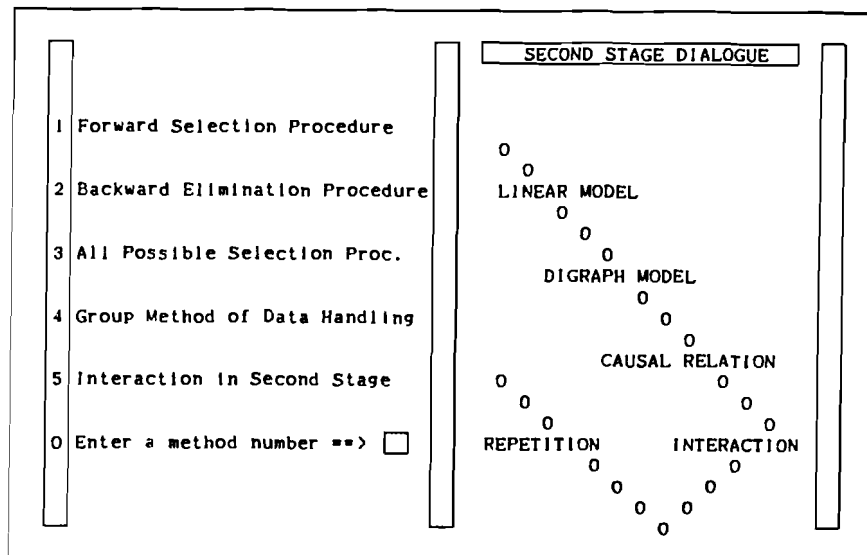 SECOND STAGE DIALOGUE
1 Forward Selection Procedure
2 Backward Elimination Procedure
3 All Possible Selection Proc.
4 Group Method of Data Handling
5 Interaction in Second Stage
0 Enter a method number ==>
O
O
LINEAR MODEL
O
O
O
DIGRAPH MODEL
O
O
O
CAUSAL RELATION
O O
O O
O O
REPETITION INTERACTION
O O
O O
O O
O